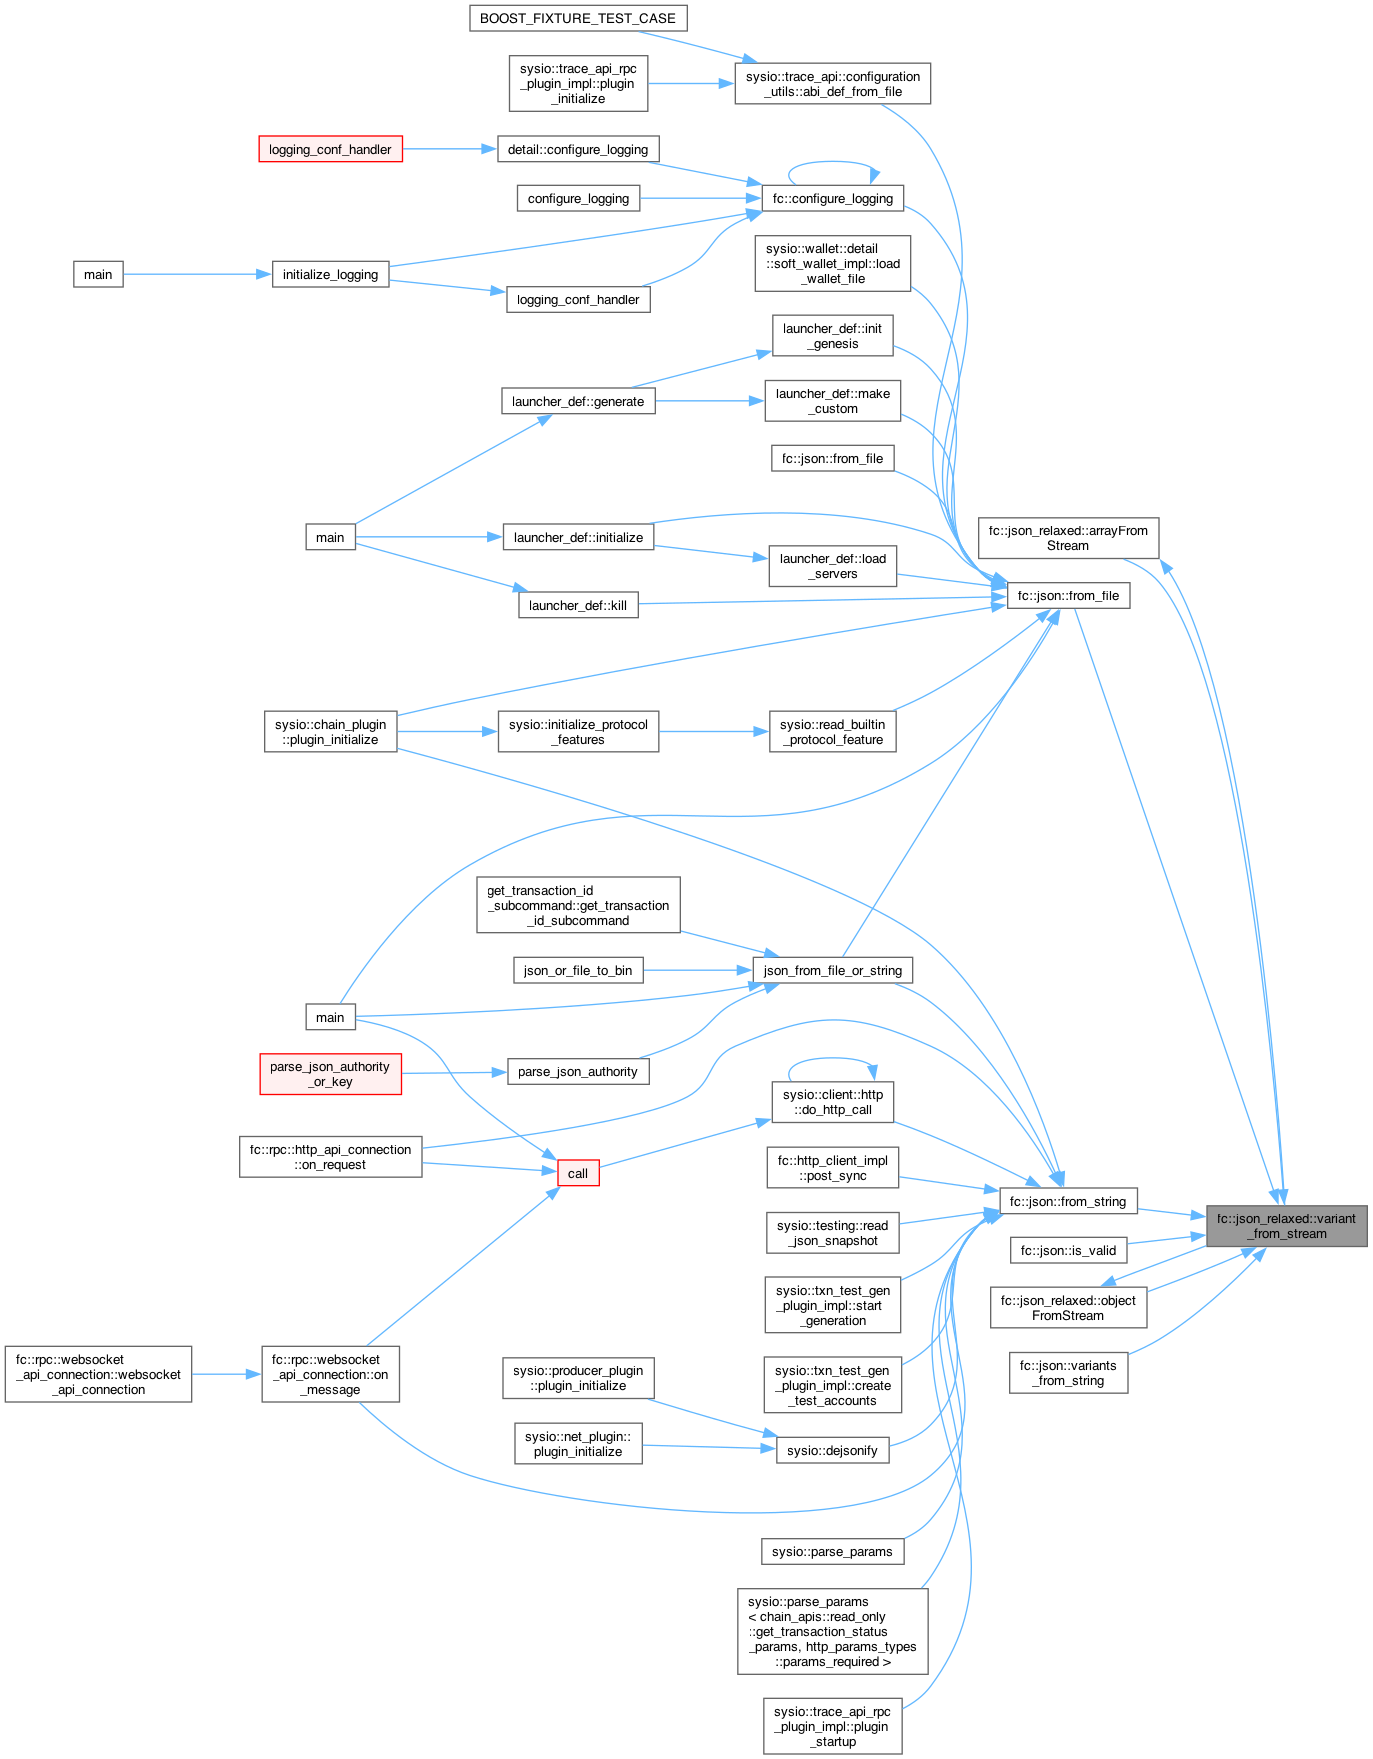 BOOST_FIXTURE_TEST_CASE
sysio::trace_api_rpc
_plugin_impl::plugin
_initialize
sysio::trace_api::configuration
_utils::abi_def_from_file
logging_conf_handler
detail::configure_logging
configure_logging
fc::configure_logging
sysio::wallet::detail
::soft_wallet_impl::load
_wallet_file
main
initialize_logging
logging_conf_handler
launcher_def::init
_genesis
launcher_def::generate
launcher_def::make
_custom
fc::json::from_file
main
launcher_def::initialize
launcher_def::load
_servers
launcher_def::kill
fc::json_relaxed::arrayFrom
Stream
fc::json::from_file
sysio::chain_plugin
::plugin_initialize
sysio::initialize_protocol
_features
sysio::read_builtin
_protocol_feature
get_transaction_id
_subcommand::get_transaction
_id_subcommand
json_or_file_to_bin
json_from_file_or_string
main
parse_json_authority
_or_key
parse_json_authority
sysio::client::http
::do_http_call
fc::rpc::http_api_connection
::on_request
call
fc::http_client_impl
::post_sync
fc::json::from_string
fc::json_relaxed::variant
_from_stream
sysio::testing::read
_json_snapshot
fc::json::is_valid
sysio::txn_test_gen
_plugin_impl::start
_generation
fc::json_relaxed::object
FromStream
fc::rpc::websocket
_api_connection::websocket
_api_connection
fc::rpc::websocket
_api_connection::on
_message
sysio::producer_plugin
::plugin_initialize
sysio::txn_test_gen
_plugin_impl::create
_test_accounts
fc::json::variants
_from_string
sysio::net_plugin::
plugin_initialize
sysio::dejsonify
sysio::parse_params
sysio::parse_params
< chain_apis::read_only
::get_transaction_status
_params, http_params_types
::params_required >
sysio::trace_api_rpc
_plugin_impl::plugin
_startup